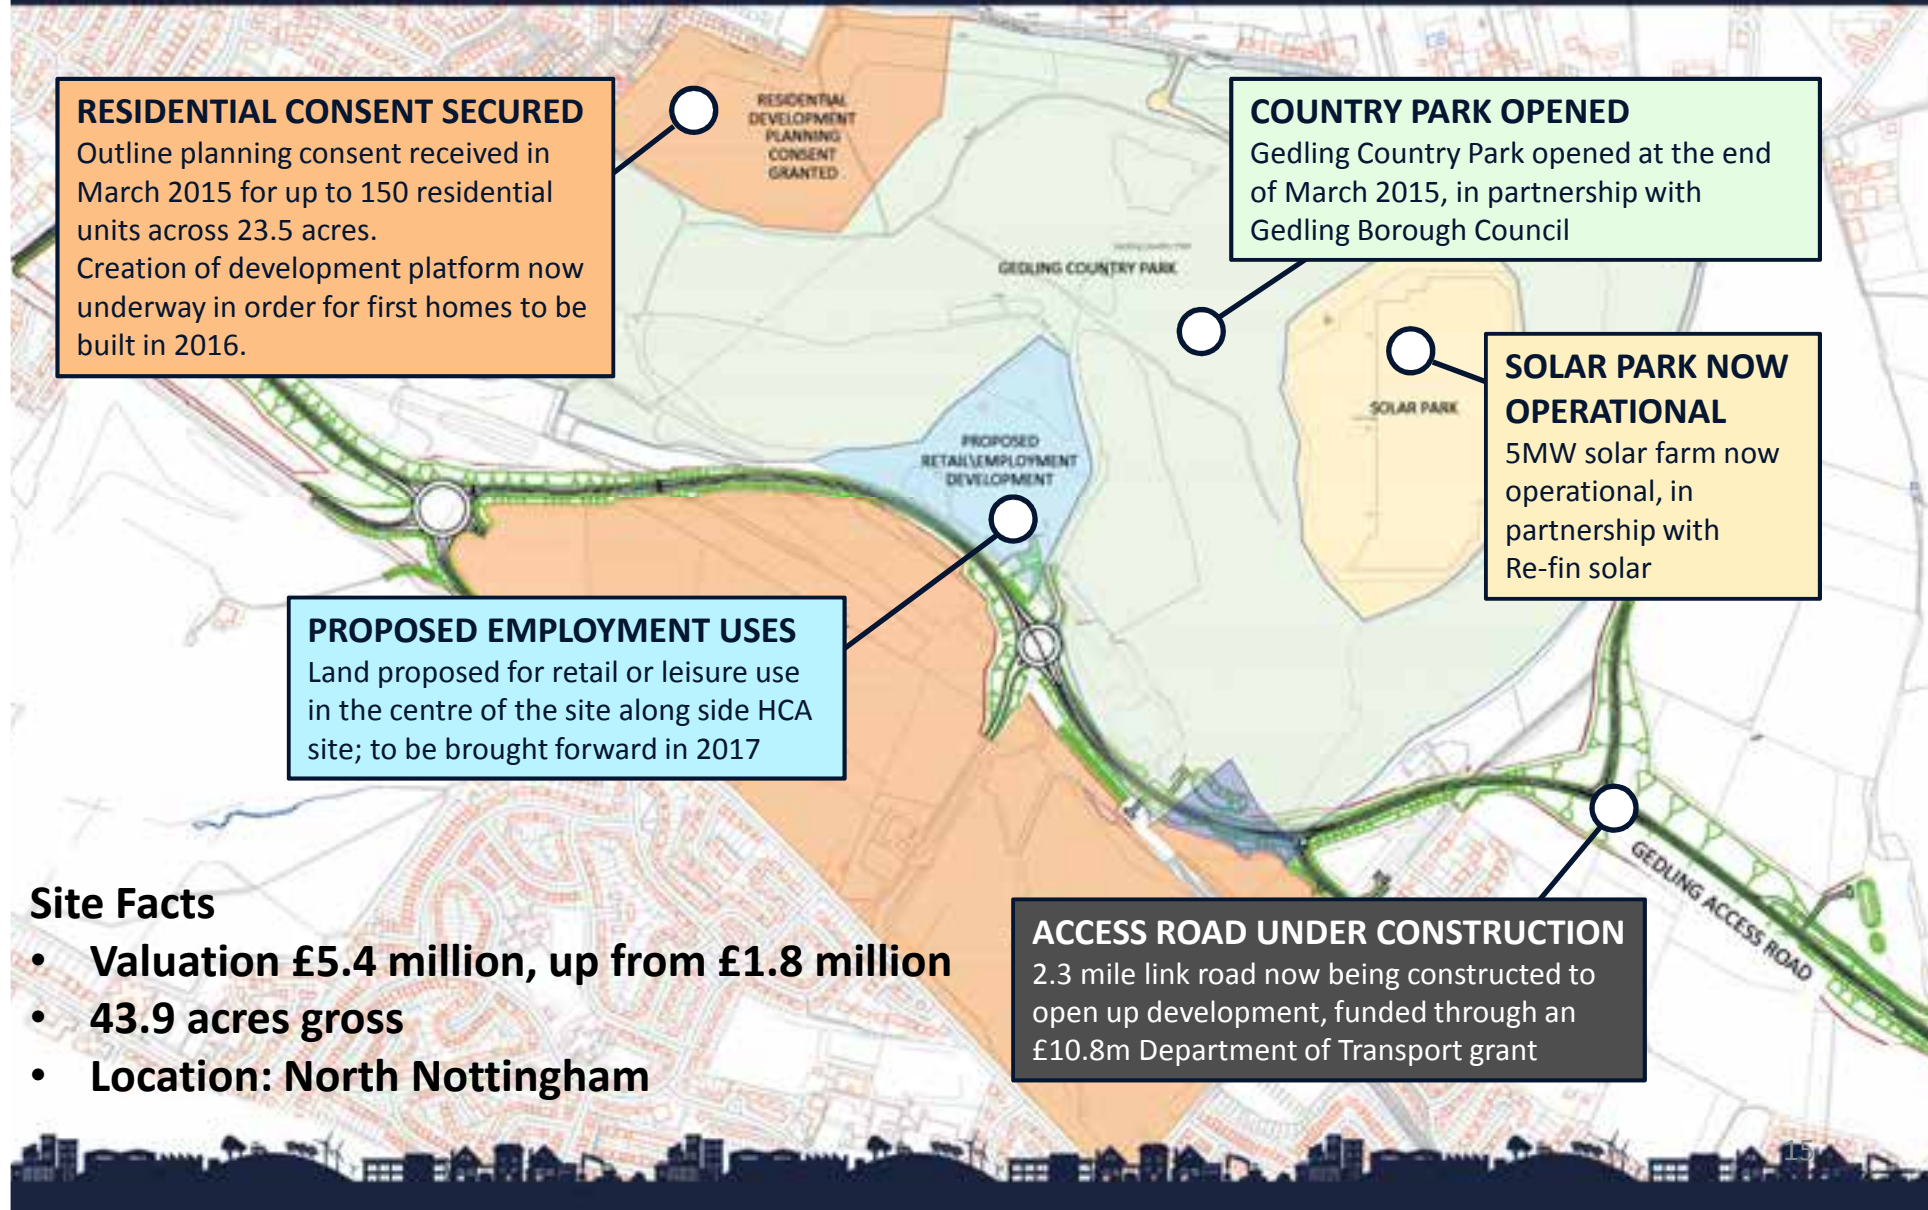 RESIDENTIAL CONSENT SECURED
Outline planning consent received in
March 2015 for up to 150 residential
units across 23.5 acres.
Creation of development platform now
underway in order for first homes to be
built in 2016.
RESIDENTIAL
DEVELOPMENT
PLANNING
CONSENT
GRANTED
COUNTRY PARK OPENED
Gedling Country Park opened at the end
of March 2015, in partnership with
Gedling Borough Council
GEDLING COUNTRY PARK
SOLAR PARK NOW
OPERATIONAL
5MW solar farm now
operational, in
partnership with
Re-fin solar
SOLAR PARK
PROPOSED
RETAIL\EMPLOYMENT
DEVELOPMENT
PROPOSED EMPLOYMENT USES
Land proposed for retail or leisure use
in the centre of the site along side HCA
site; to be brought forward in 2017
GEDLING ACCESS ROAD
ACCESS ROAD UNDER CONSTRUCTION
2.3 mile link road now being constructed to
open up development, funded through an
£10.8m Department of Transport grant
Site Facts
• Valuation £5.4 million, up from £1.8 million
• 43.9 acres gross
• Location: North Nottingham
15